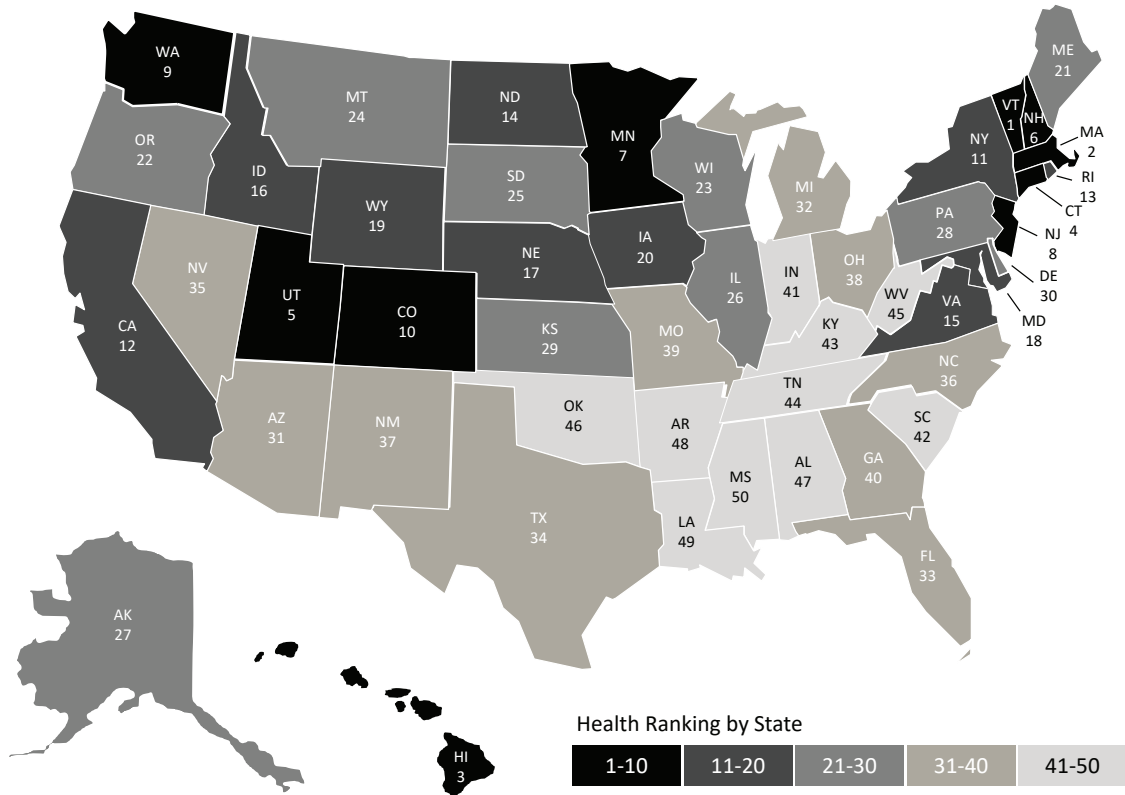 WA
9
ME
21
MT
24
ND
14
VT
1
NH
6
MN
7
MA
2
OR
22
NY
11
WI
23
ID
16
SD
25
RI
13
MI
32
WY
19
CT
4
PA
28
NJ
8
IA
20
NE
17
OH
38
DE
30
NV
35
IN
41
IL
26
UT
5
WV
45
VA
15
MD
18
CO
10
CA
12
KY
43
KS
29
MO
39
NC
36
TN
44
OK
46
SC
42
AZ
31
NM
37
AR
48
GA
40
AL
47
MS
50
TX
34
LA
49
FL
33
AK
27
HI
3
Health Ranking by State
1-10 11-20 21-30 31-40 41-50